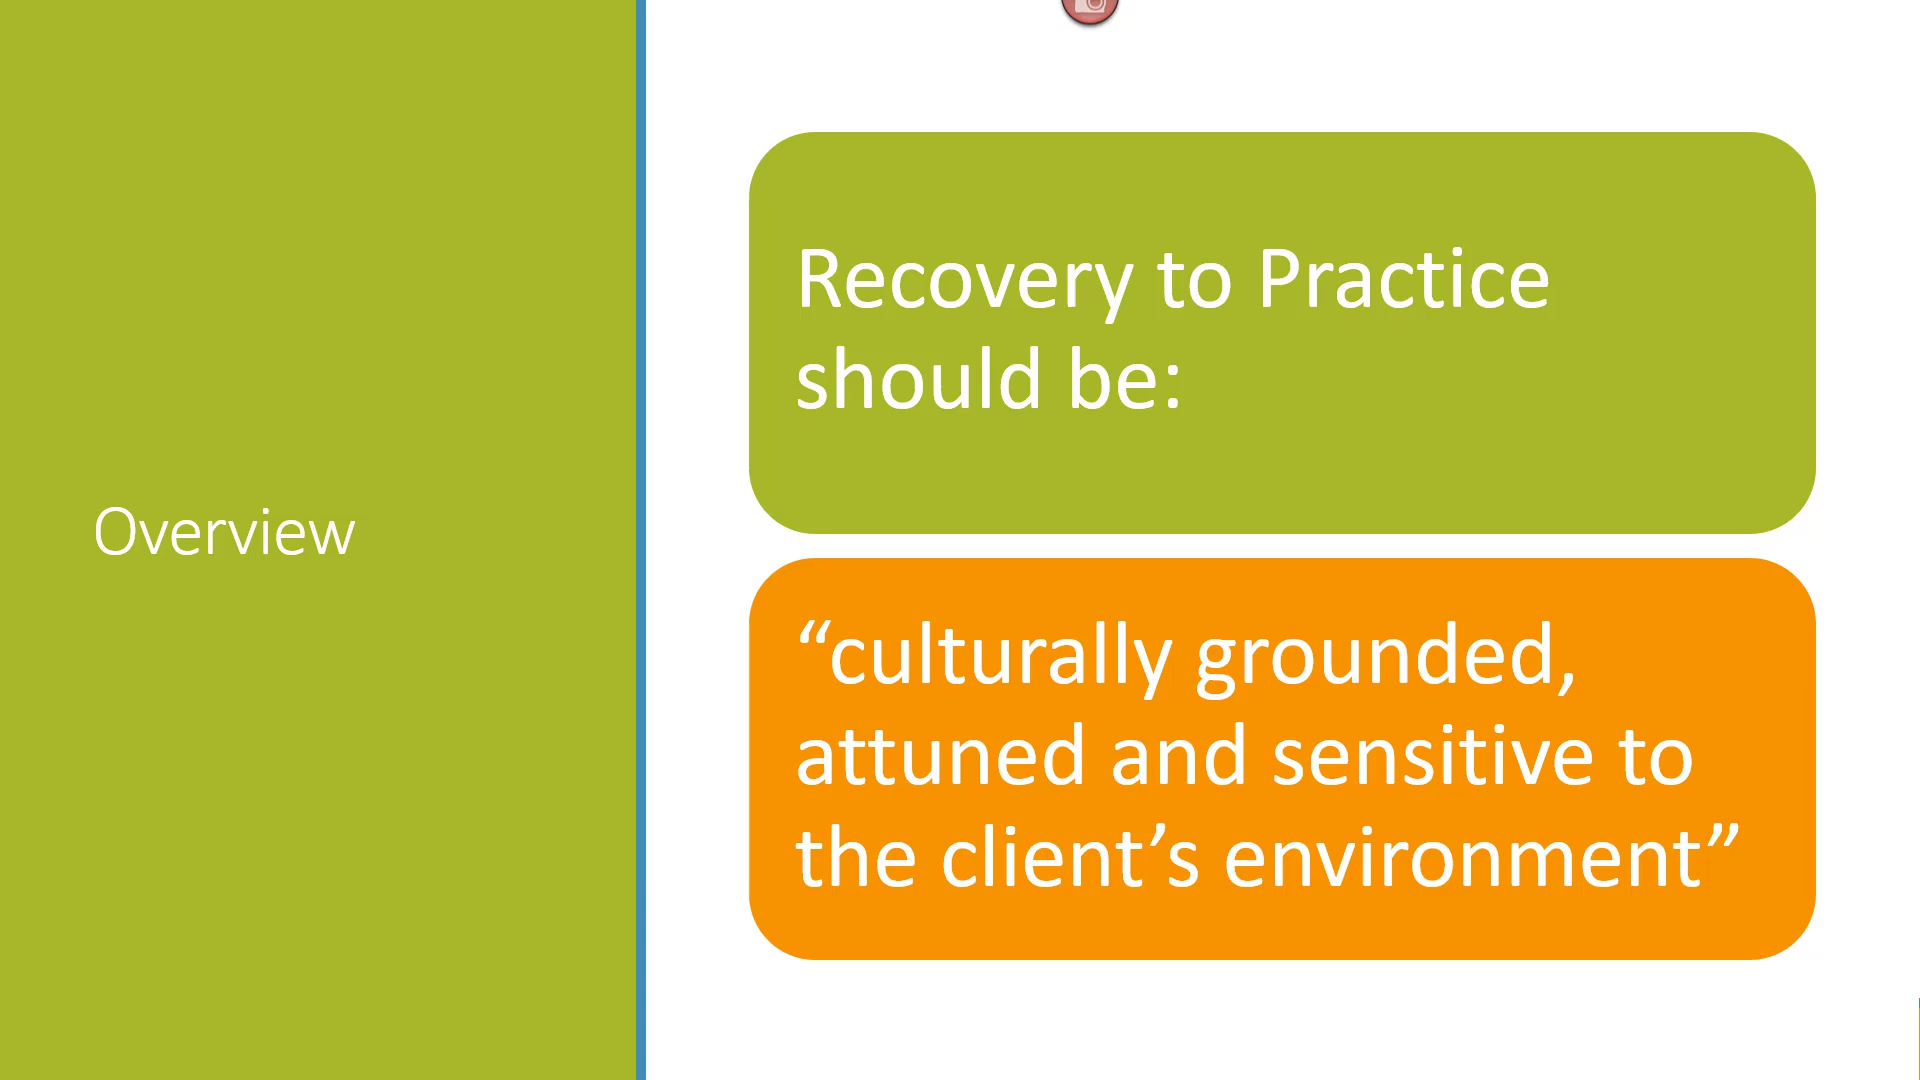 Overview
Recovery to Practice
should be:
“culturally grounded,
attuned and sensitive to
the client’s environment”